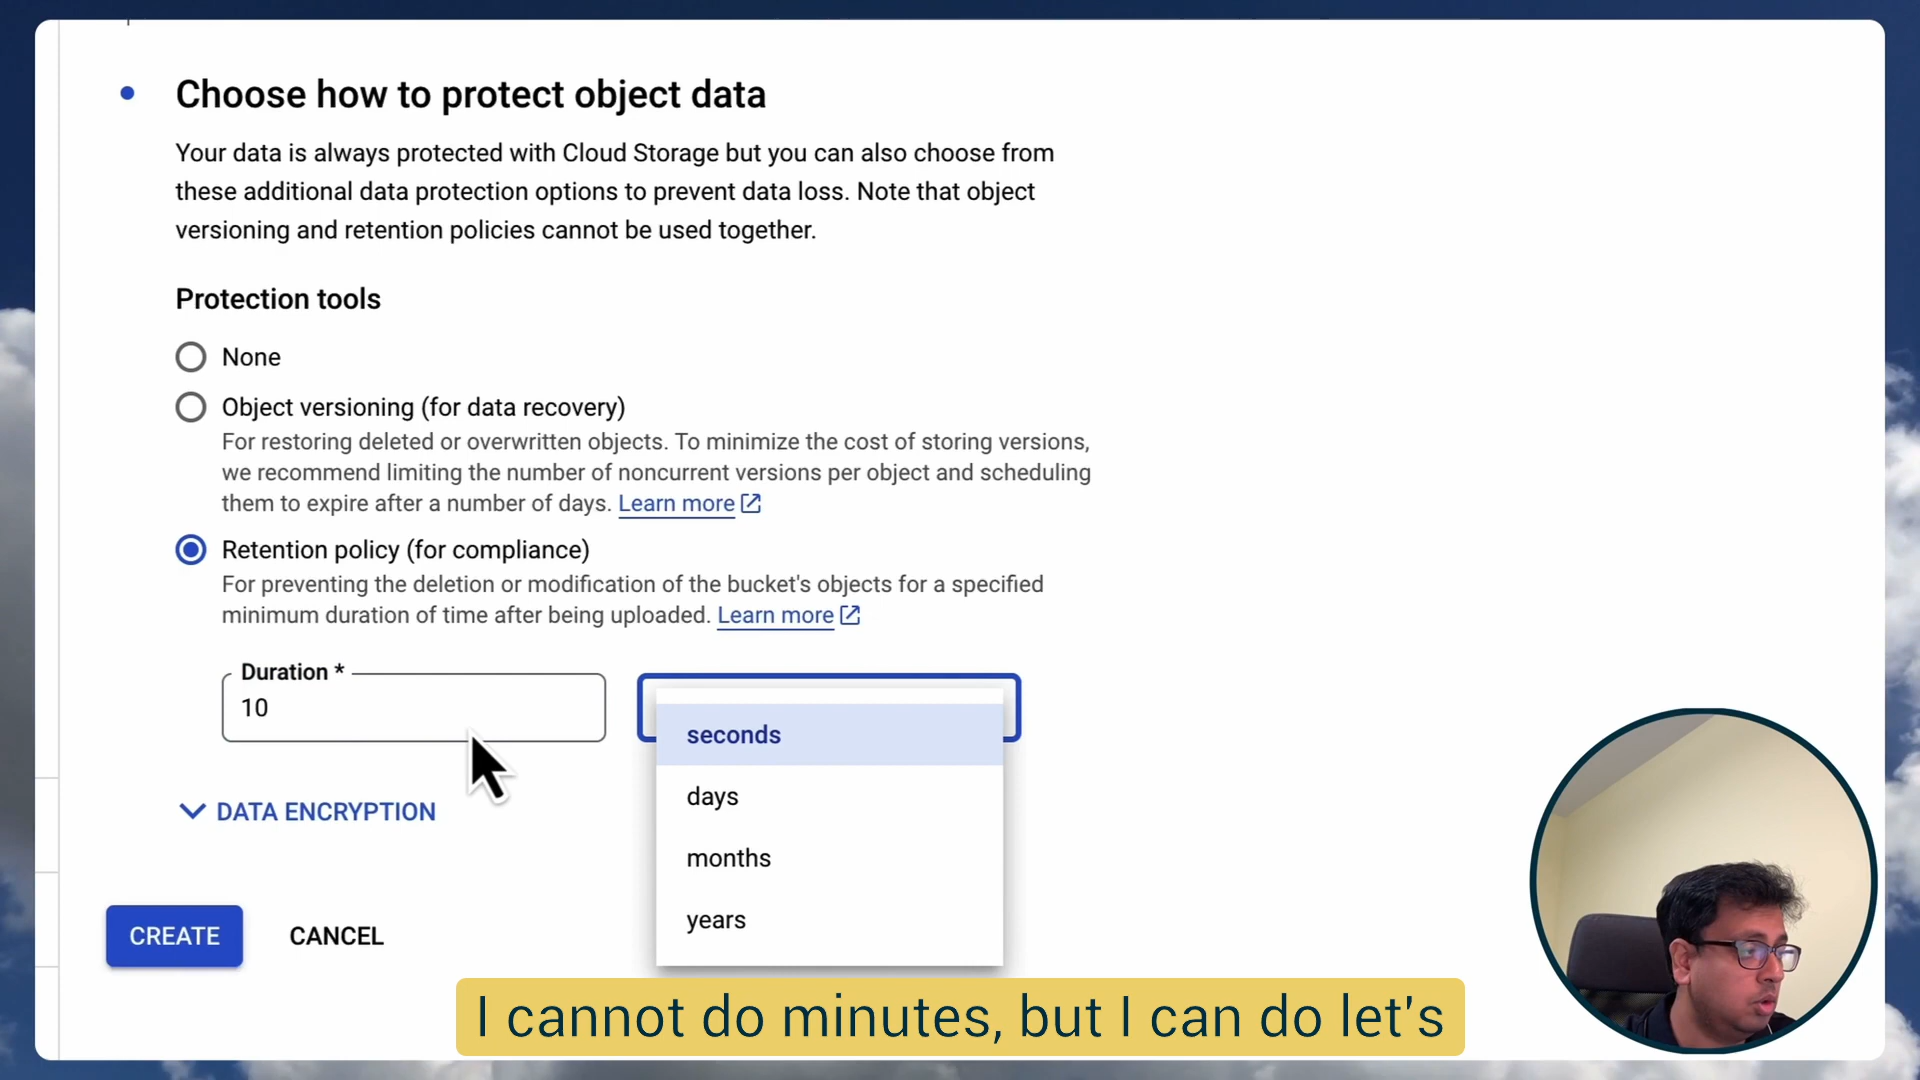 Choose how to protect object data
Your data is always protected with Cloud Storage but you can also choose from
these additional data protection options to prevent data loss. Note that object
versioning and retention policies cannot be used together.
Protection tools
None
Object versioning (for data recovery)
For restoring deleted or overwritten objects. To minimize the cost of storing versions,
we recommend limiting the number of noncurrent versions per object and scheduling
them to expire after a number of days. Learn more
Retention policy (for compliance)
For preventing the deletion or modification of the bucket's objects for a specified
minimum duration of time after being uploaded. Learn more
Duration *
10
seconds
days
months
years
DATA ENCRYPTION
CREATE
CANCEL
I cannot do minutes, but I can do let's